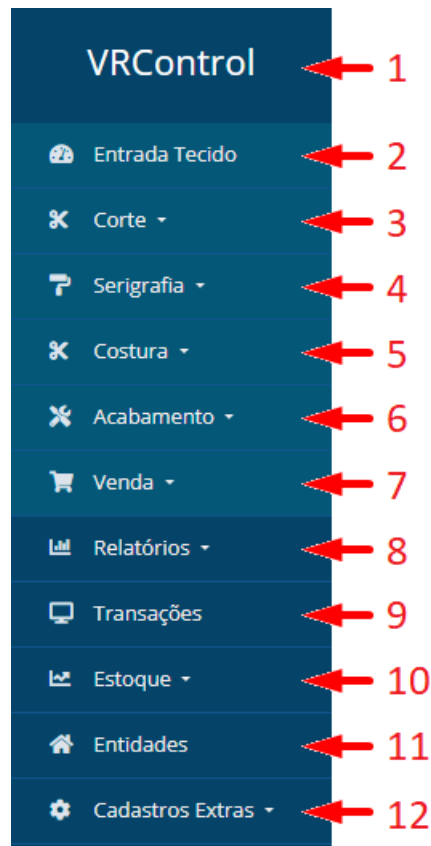 VRControl 1
Entrada Tecido 2
Corte 3
Serigrafia 4
Costura 5
Acabamento 6
Venda 7
Relatórios 8
Transações 9
Estoque 10
Entidades 11
Cadastros Extras 12